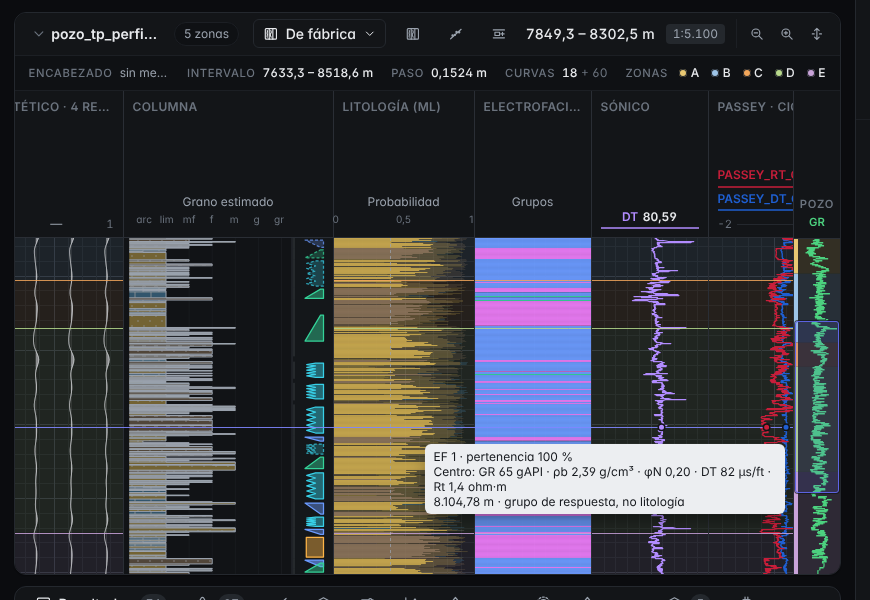 pozo_tp_perfi... 5 zonas De fábrica 7849,3 – 8302,5 m 1:5.100
ENCABEZADO sin me... INTERVALO 7633,3 – 8518,6 m PASO 0,1524 m CURVAS 18 + 60 ZONAS A B C D E
TÉTICO · 4 RE... COLUMNA LITOLOGÍA (ML) ELECTROFACI... SÓNICO PASSEY · CI
PASSEY_RT_
PASSEY_DT_
Grano estimado Probabilidad Grupos POZO
DT 80,59 GR
1 arc lim mf f m g gr 0 0,5 1 -2
EF 1 · pertenencia 100 %
Centro: GR 65 gAPI · ρb 2,39 g/cm³ · φN 0,20 · DT 82 µs/ft ·
Rt 1,4 ohm·m
8.104,78 m · grupo de respuesta, no litología